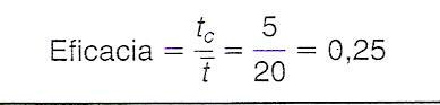 Eficacia = t_c / t̄ = 5 / 20 = 0,25